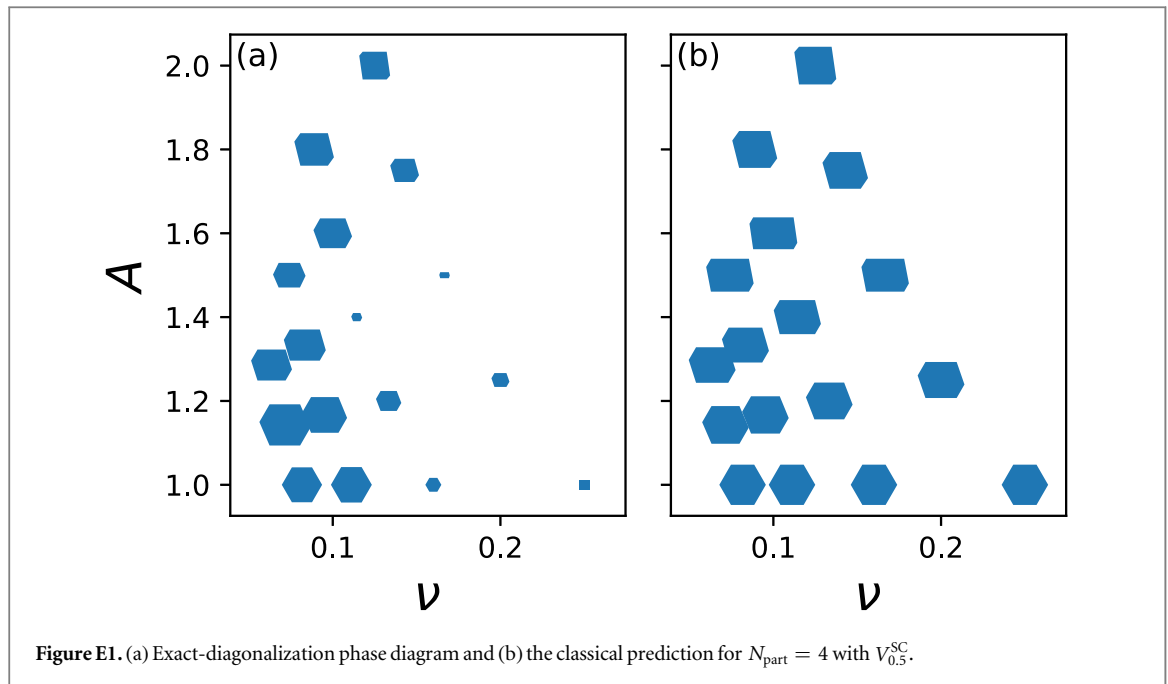 (a)
(b)
2.0
1.8
1.6
1.4
1.2
1.0
A
0.1
0.2
0.1
0.2
ν
ν
Figure E1. (a) Exact-diagonalization phase diagram and (b) the classical prediction for N_part = 4 with V_0.5^SC.